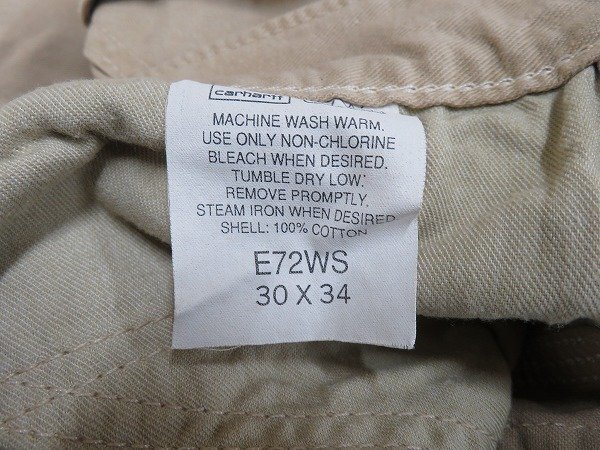 carhartt
MACHINE WASH WARM.
USE ONLY NON-CHLORINE
BLEACH WHEN DESIRED.
TUMBLE DRY LOW.
REMOVE PROMPTLY.
STEAM IRON WHEN DESIRED
SHELL: 100% COTTON
E72WS
30 X 34